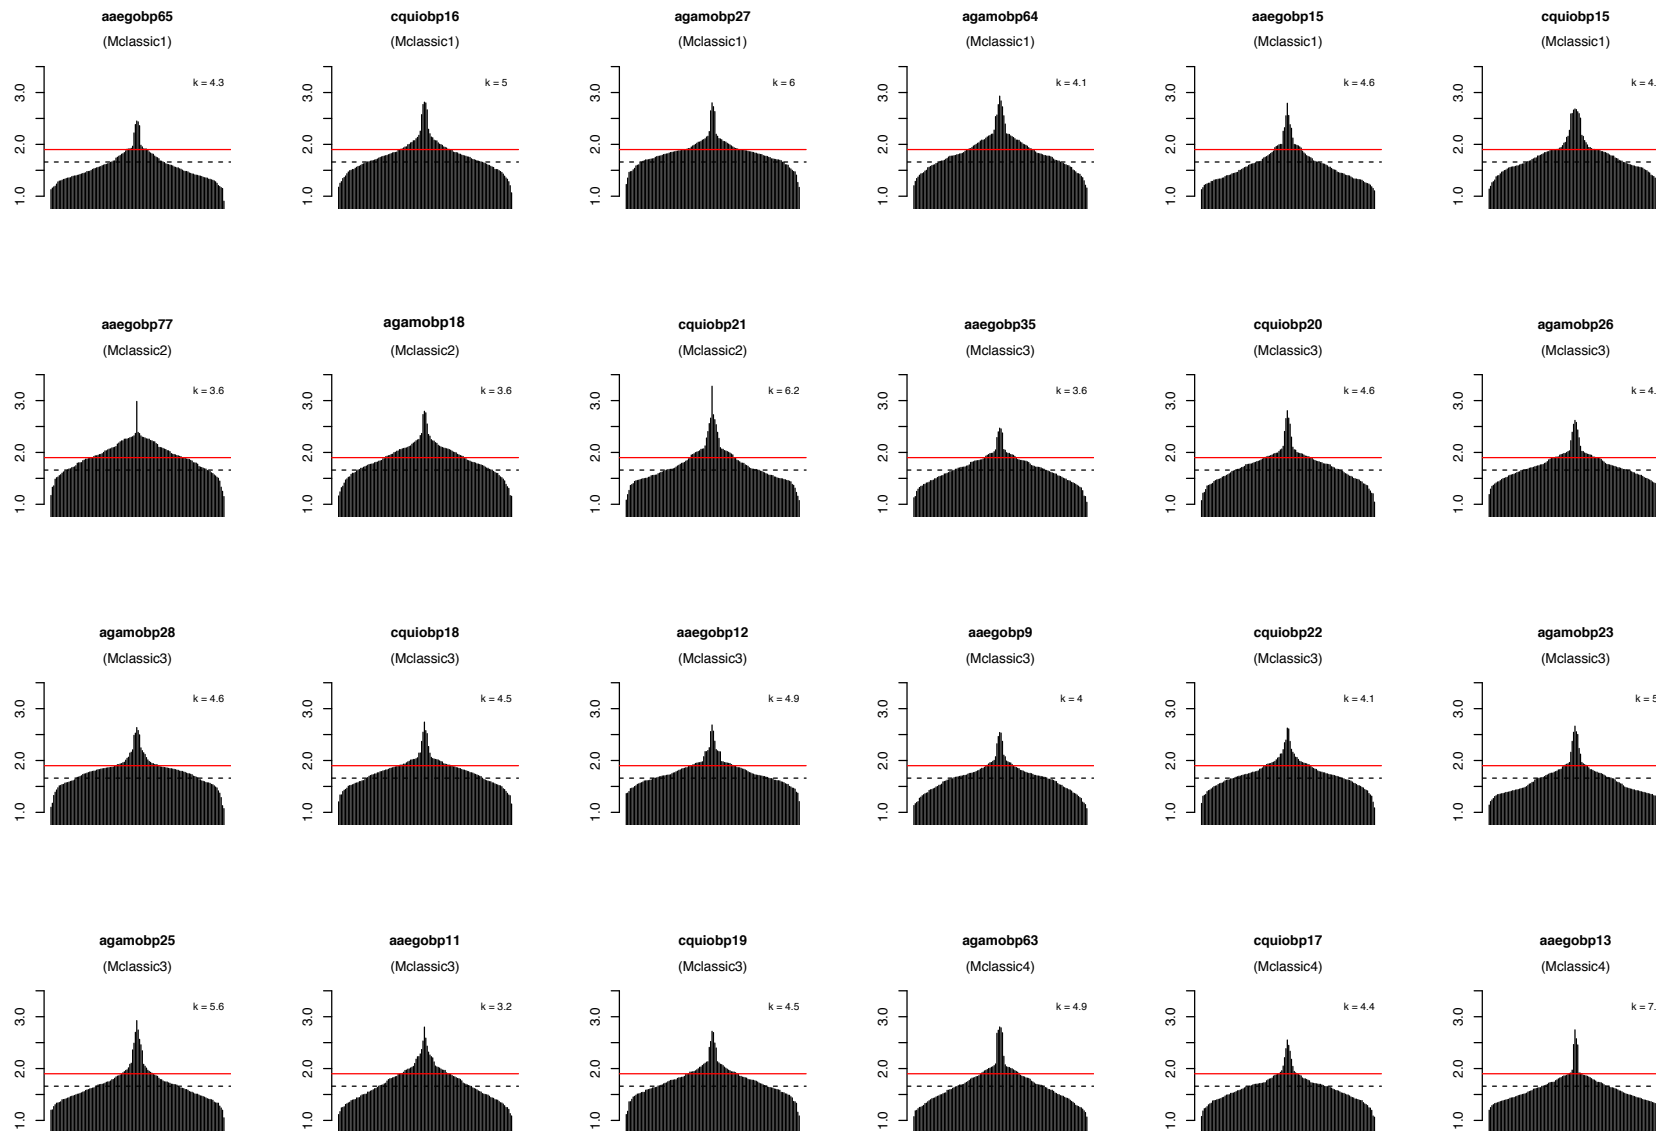 aaegobp65 cquiobp16 agamobp27 agamobp64 aaegobp15 cquiobp15
(Mclassic1) (Mclassic1) (Mclassic1) (Mclassic1) (Mclassic1) (Mclassic1)
k = 4.3 k = 5 k = 6 k = 4.1 k = 4.6 k = 4.
3.0 3.0 3.0 3.0 3.0 3.0
2.0 2.0 2.0 2.0 2.0 2.0
1.0 1.0 1.0 1.0 1.0 1.0
aaegobp77 agamobp18 cquiobp21 aaegobp35 cquiobp20 agamobp26
(Mclassic2) (Mclassic2) (Mclassic2) (Mclassic3) (Mclassic3) (Mclassic3)
k = 3.6 k = 3.6 k = 6.2 k = 3.6 k = 4.6 k = 4.
3.0 3.0 3.0 3.0 3.0 3.0
2.0 2.0 2.0 2.0 2.0 2.0
1.0 1.0 1.0 1.0 1.0 1.0
agamobp28 cquiobp18 aaegobp12 aaegobp9 cquiobp22 agamobp23
(Mclassic3) (Mclassic3) (Mclassic3) (Mclassic3) (Mclassic3) (Mclassic3)
k = 4.6 k = 4.5 k = 4.9 k = 4 k = 4.1 k = 5
3.0 3.0 3.0 3.0 3.0 3.0
2.0 2.0 2.0 2.0 2.0 2.0
1.0 1.0 1.0 1.0 1.0 1.0
agamobp25 aaegobp11 cquiobp19 agamobp63 cquiobp17 aaegobp13
(Mclassic3) (Mclassic3) (Mclassic3) (Mclassic4) (Mclassic4) (Mclassic4)
k = 5.6 k = 3.2 k = 4.5 k = 4.9 k = 4.4 k = 7.
3.0 3.0 3.0 3.0 3.0 3.0
2.0 2.0 2.0 2.0 2.0 2.0
1.0 1.0 1.0 1.0 1.0 1.0